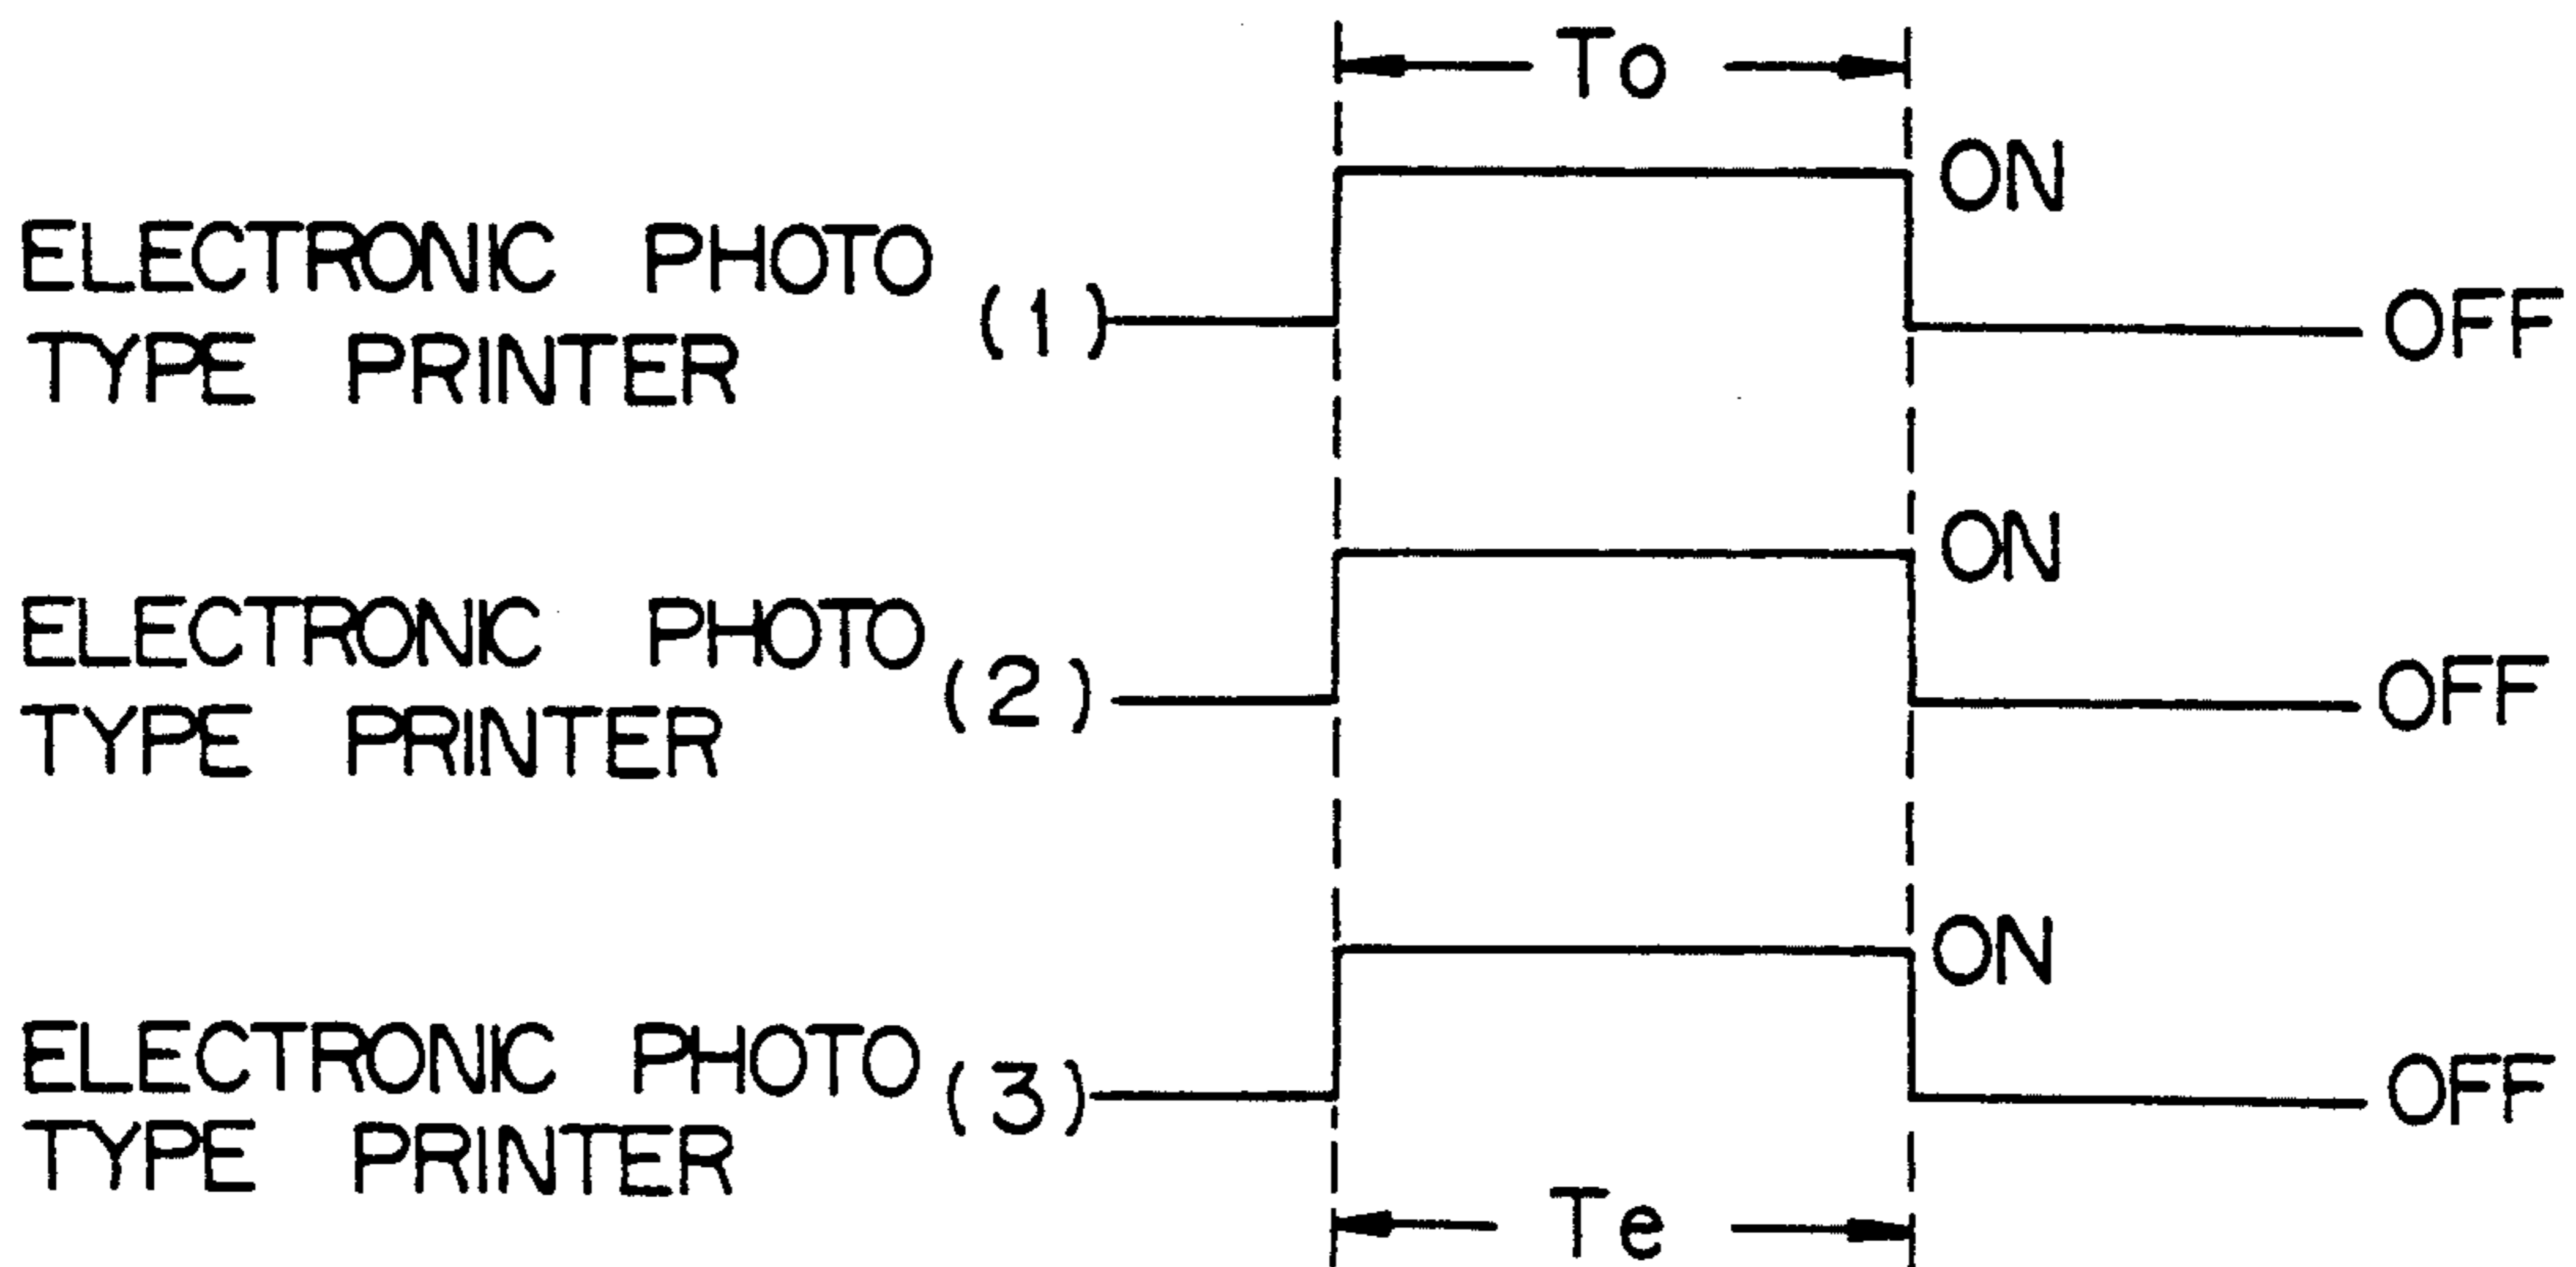 To
ON
ELECTRONIC PHOTO
TYPE PRINTER
(1)
OFF
ON
ELECTRONIC PHOTO
TYPE PRINTER
(2)
OFF
ON
ELECTRONIC PHOTO
TYPE PRINTER
(3)
OFF
Te